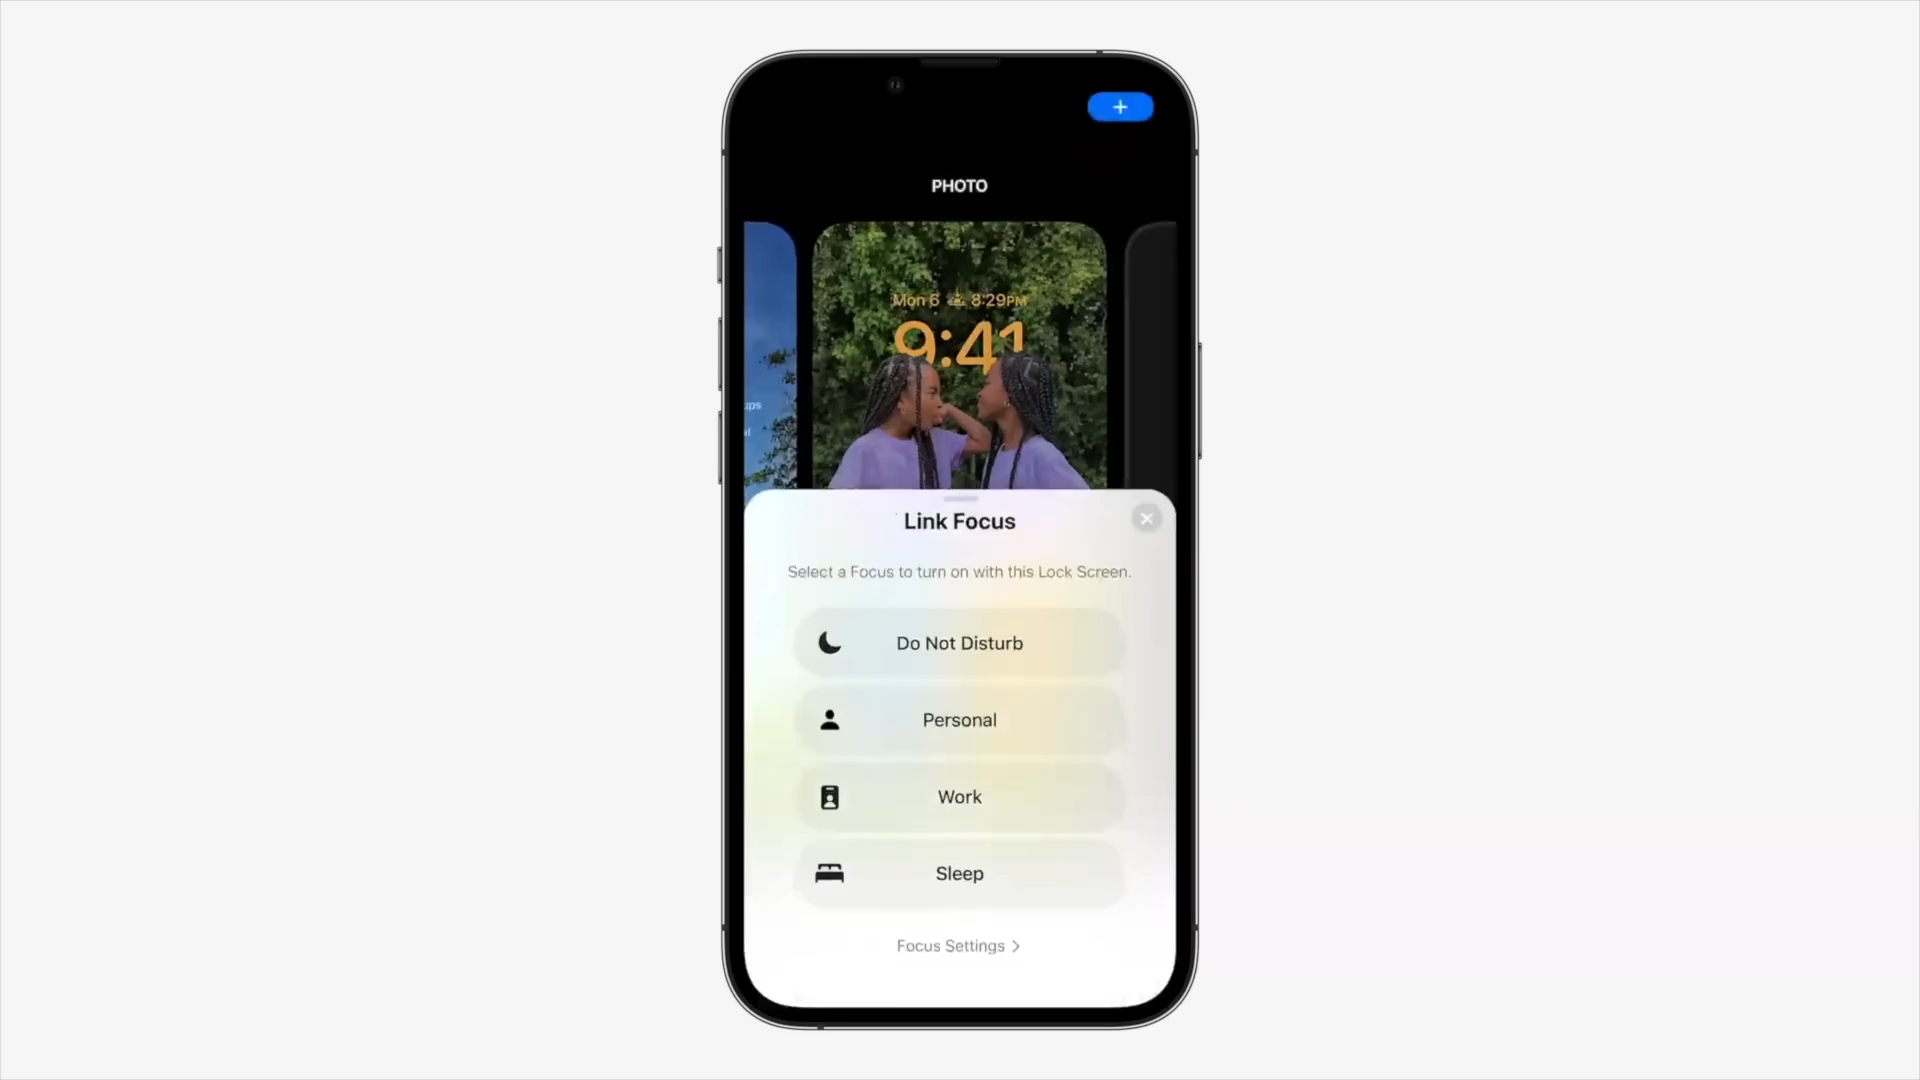 PHOTO
Mon 6 8:29PM
9:41
ups
Link Focus
Select a Focus to turn on with this Lock Screen.
Do Not Disturb
Personal
Work
Sleep
Focus Settings